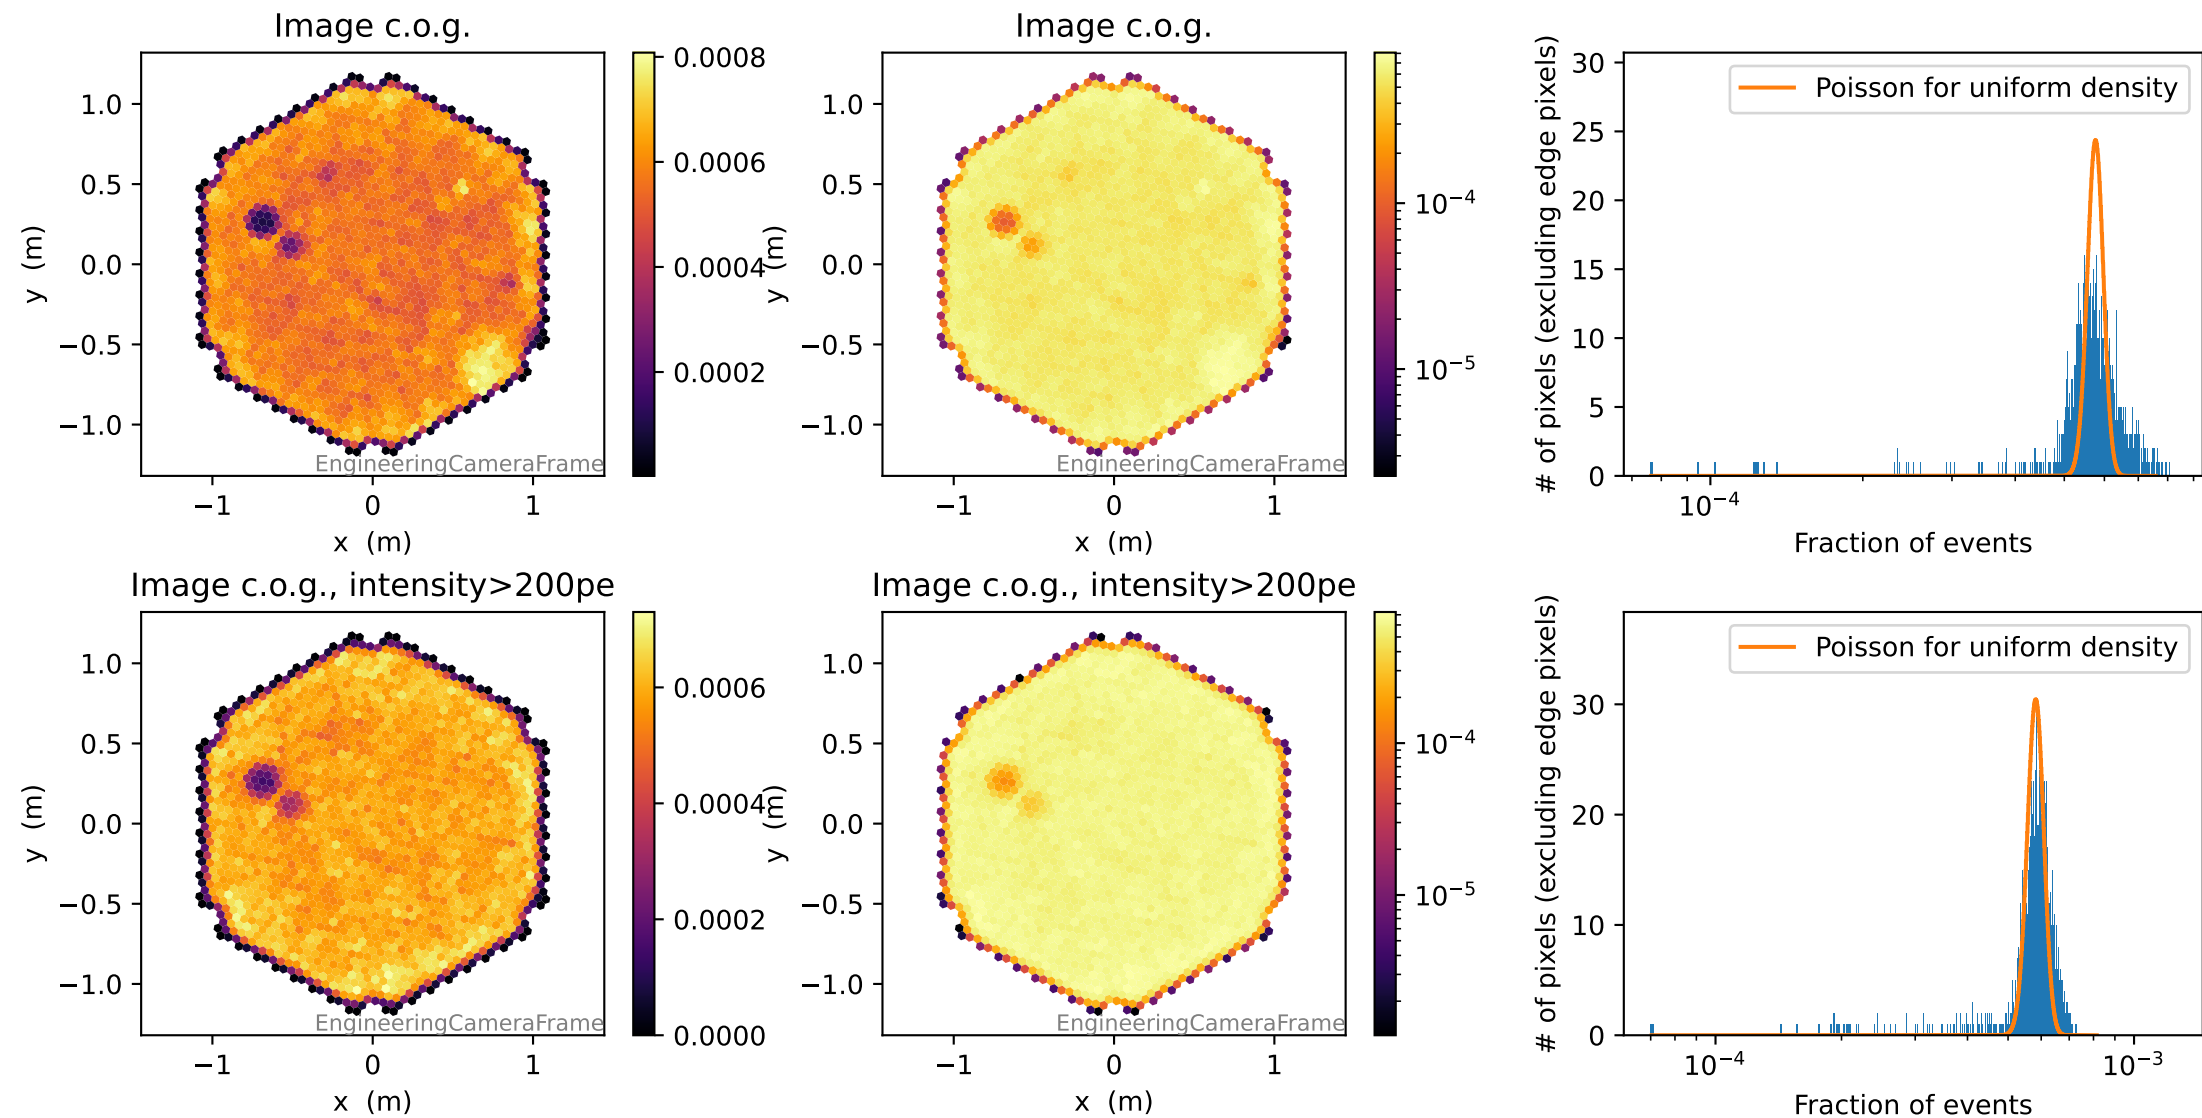 Image c.o.g.
1.0
0.5
0.0
−0.5
−1.0
y (m)
−1
0
1
x (m)
EngineeringCameraFrame
0.0008
0.0006
0.0004
0.0002
Image c.o.g.
1.0
0.5
0.0
−0.5
−1.0
y (m)
−1
0
1
x (m)
EngineeringCameraFrame
10−4
10−5
# of pixels (excluding edge pixels)
30
25
20
15
10
5
0
Poisson for uniform density
10−4
Fraction of events
Image c.o.g., intensity>200pe
1.0
0.5
0.0
−0.5
−1.0
y (m)
−1
0
1
x (m)
EngineeringCameraFrame
0.0006
0.0004
0.0002
0.0000
Image c.o.g., intensity>200pe
1.0
0.5
0.0
−0.5
−1.0
y (m)
−1
0
1
x (m)
EngineeringCameraFrame
10−4
10−5
# of pixels (excluding edge pixels)
30
20
10
0
Poisson for uniform density
10−4
10−3
Fraction of events